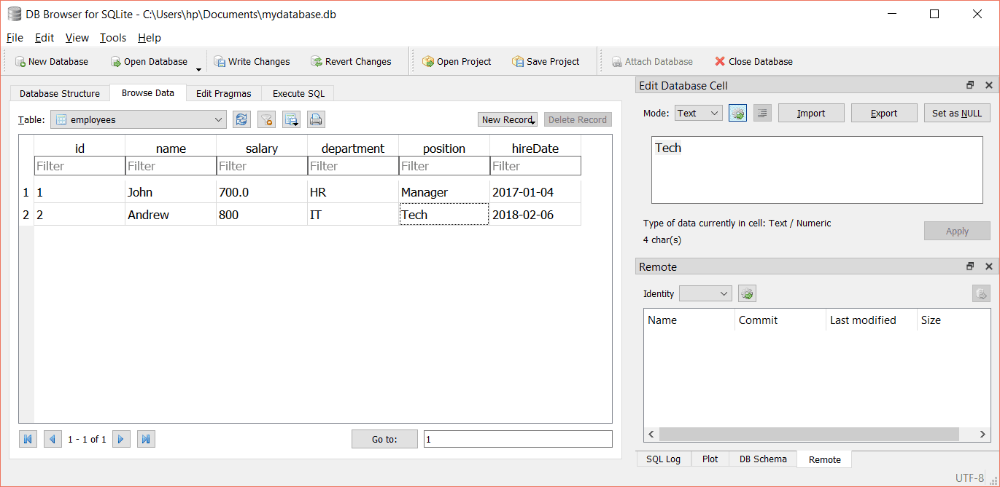 DB Browser for SQLite - C:\Users\hp\Documents\mydatabase.db
File Edit View Tools Help
New Database Open Database Write Changes Revert Changes Open Project Save Project Attach Database Close Database
Database Structure Browse Data Edit Pragmas Execute SQL
Table: employees New Record Delete Record
id name salary department position hireDate
Filter Filter Filter Filter Filter Filter
1 1 John 700.0 HR Manager 2017-01-04
2 2 Andrew 800 IT Tech 2018-02-06
1 - 1 of 1 Go to: 1
Edit Database Cell
Mode: Text Import Export Set as NULL
Tech
Type of data currently in cell: Text / Numeric
4 char(s)
Apply
Remote
Identity
Name Commit Last modified Size
SQL Log Plot DB Schema Remote
UTF-8